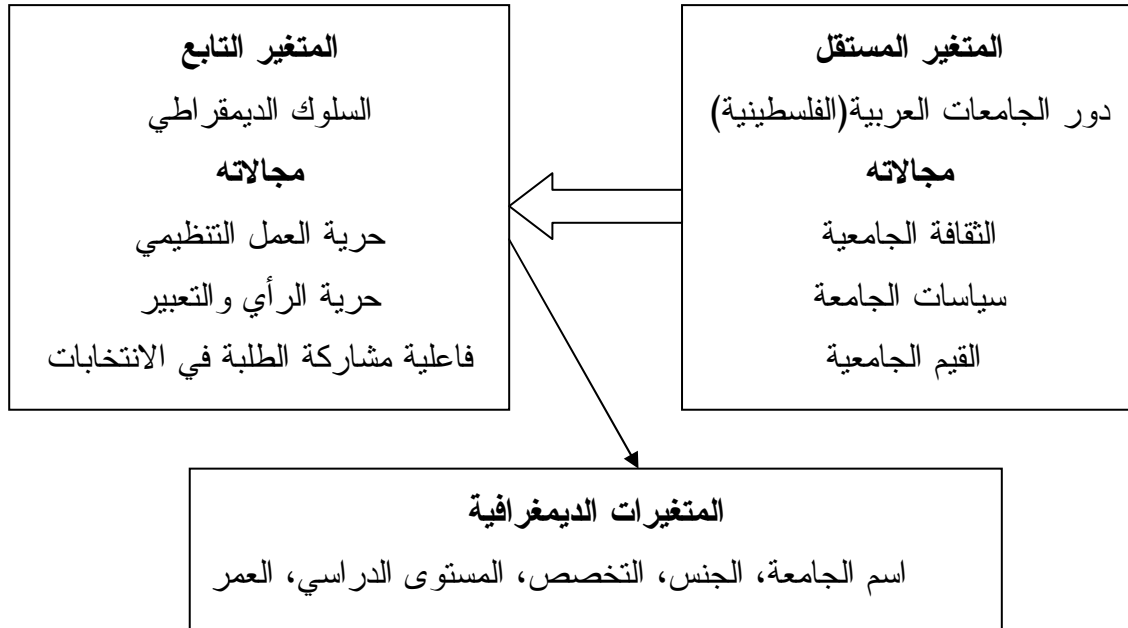 المتغير المستقل
دور الجامعات العربية(الفلسطينية)
مجالاته
الثقافة الجامعية
سياسات الجامعة
القيم الجامعية
المتغير التابع
السلوك الديمقراطي
مجالاته
حرية العمل التنظيمي
حرية الرأي والتعبير
فاعلية مشاركة الطلبة في الانتخابات
المتغيرات الديمغرافية
اسم الجامعة، الجنس، التخصص، المستوى الدراسي، العمر